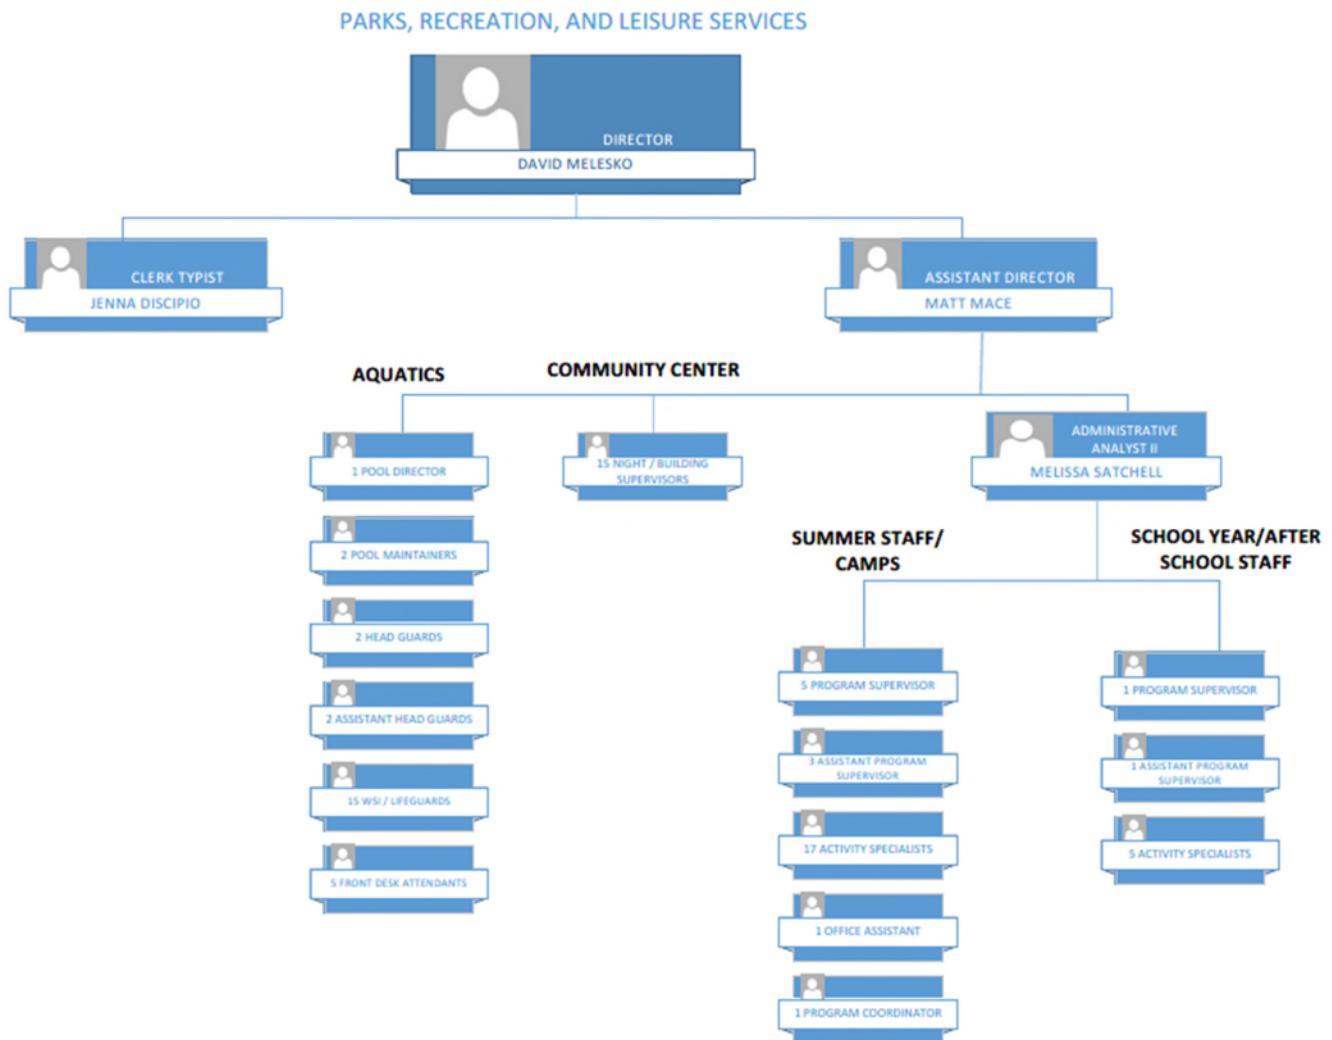 PARKS, RECREATION, AND LEISURE SERVICES
DIRECTOR
DAVID MELESKO
CLERK TYPIST
JENNA DISCIPIO
ASSISTANT DIRECTOR
MATT MACE
AQUATICS
COMMUNITY CENTER
1 POOL DIRECTOR
15 NIGHT / BUILDING
SUPERVISORS
ADMINISTRATIVE
ANALYST II
MELISSA SATCHELL
2 POOL MAINTAINERS
2 HEAD GUARDS
2 ASSISTANT HEAD GUARDS
15 WSI / LIFEGUARDS
5 FRONT DESK ATTENDANTS
SUMMER STAFF/
CAMPS
5 PROGRAM SUPERVISOR
3 ASSISTANT PROGRAM
SUPERVISOR
17 ACTIVITY SPECIALISTS
1 OFFICE ASSISTANT
1 PROGRAM COORDINATOR
SCHOOL YEAR/AFTER
SCHOOL STAFF
1 PROGRAM SUPERVISOR
1 ASSISTANT PROGRAM
SUPERVISOR
5 ACTIVITY SPECIALISTS